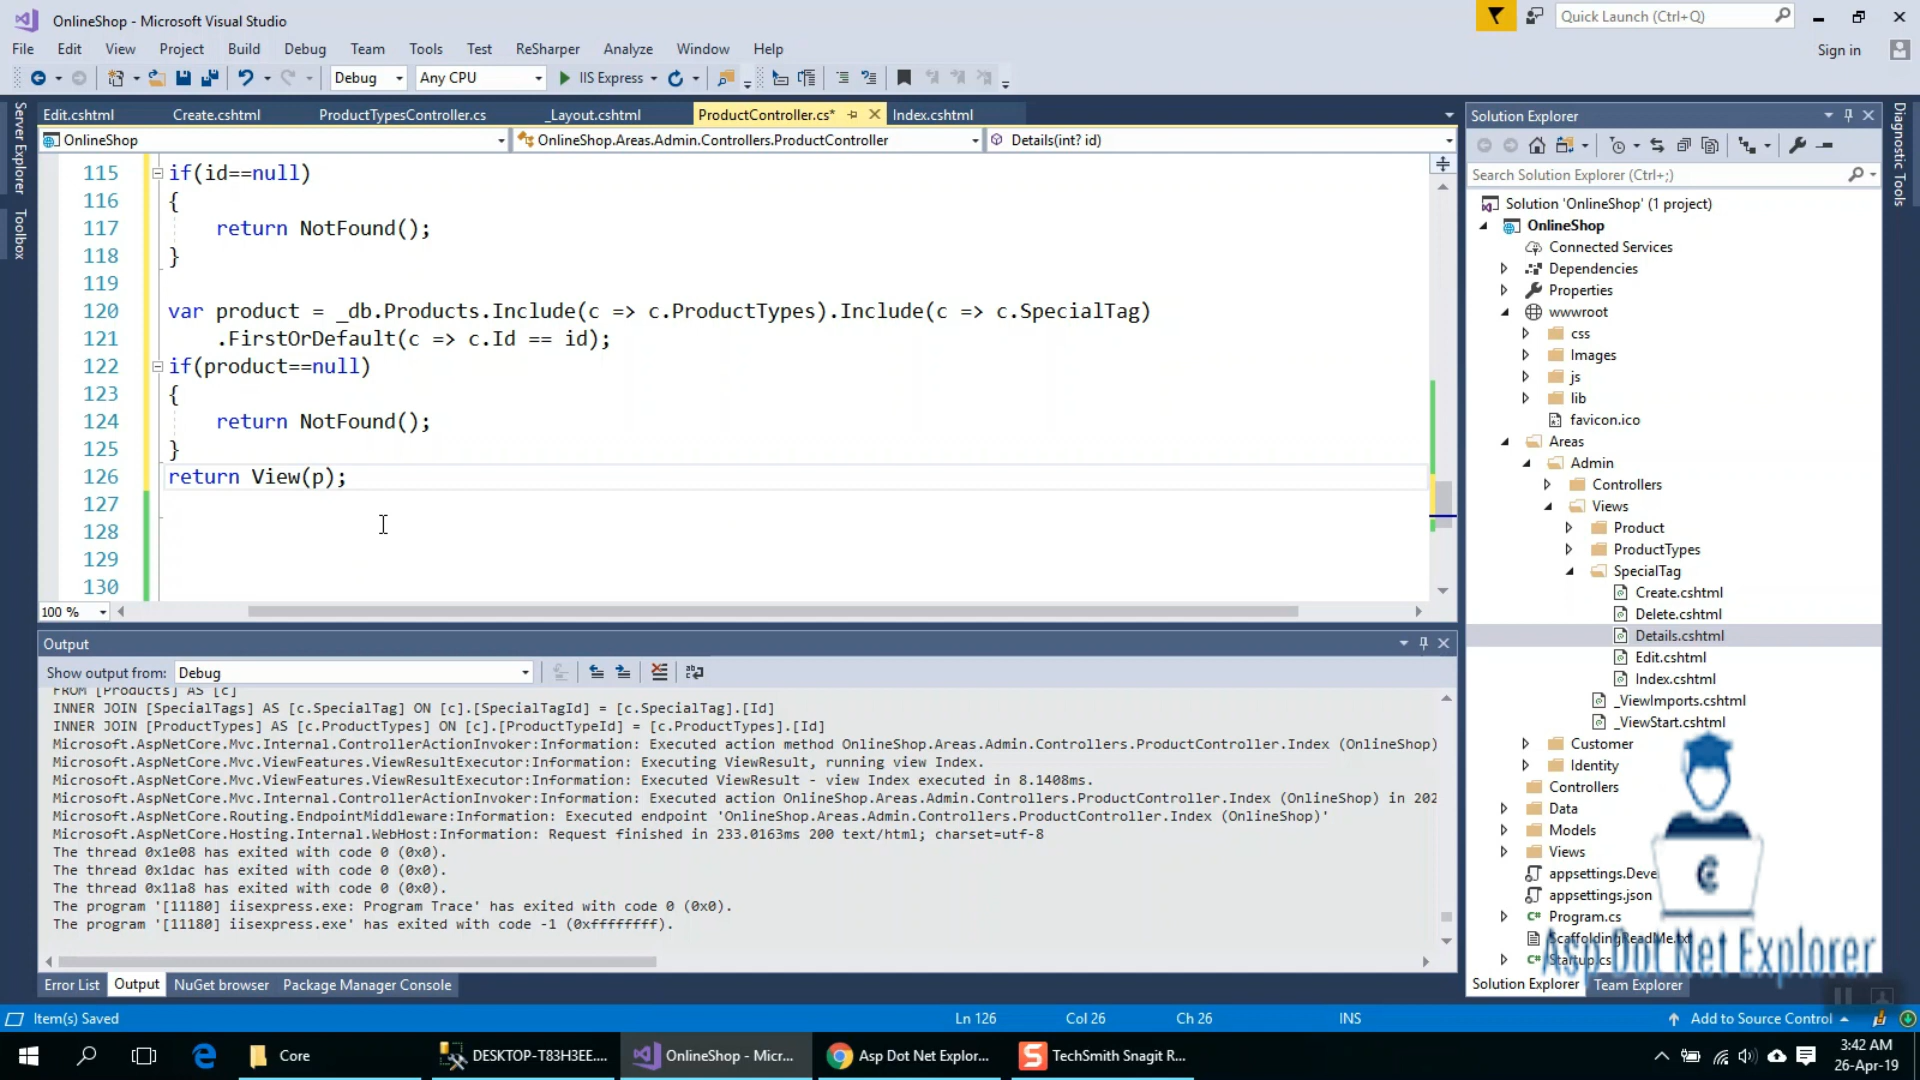 OnlineShop - Microsoft Visual Studio
Quick Launch (Ctrl+Q)
File Edit View Project Build Debug Team Tools Test ReSharper Analyze Window Help
Sign in
Debug Any CPU IIS Express
Server Explorer
Toolbox
Edit.cshtml Create.cshtml ProductTypesController.cs _Layout.cshtml ProductController.cs* Index.cshtml
OnlineShop OnlineShop.Areas.Admin.Controllers.ProductController Details(int? id)
115 if(id==null)
116 {
117 return NotFound();
118 }
119
120 var product = _db.Products.Include(c => c.ProductTypes).Include(c => c.SpecialTag)
121 .FirstOrDefault(c => c.Id == id);
122 if(product==null)
123 {
124 return NotFound();
125 }
126 return View(p);
127
128
129
130
100 %
Output
Show output from: Debug
FROM [Products] AS [c]
INNER JOIN [SpecialTags] AS [c.SpecialTag] ON [c].[SpecialTagId] = [c.SpecialTag].[Id]
INNER JOIN [ProductTypes] AS [c.ProductTypes] ON [c].[ProductTypeId] = [c.ProductTypes].[Id]
Microsoft.AspNetCore.Mvc.Internal.ControllerActionInvoker:Information: Executed action method OnlineShop.Areas.Admin.Controllers.ProductController.Index (OnlineShop)
Microsoft.AspNetCore.Mvc.ViewFeatures.ViewResultExecutor:Information: Executing ViewResult, running view Index.
Microsoft.AspNetCore.Mvc.ViewFeatures.ViewResultExecutor:Information: Executed ViewResult - view Index executed in 8.1408ms.
Microsoft.AspNetCore.Mvc.Internal.ControllerActionInvoker:Information: Executed action OnlineShop.Areas.Admin.Controllers.ProductController.Index (OnlineShop) in 202
Microsoft.AspNetCore.Routing.EndpointMiddleware:Information: Executed endpoint 'OnlineShop.Areas.Admin.Controllers.ProductController.Index (OnlineShop)'
Microsoft.AspNetCore.Hosting.Internal.WebHost:Information: Request finished in 233.0163ms 200 text/html; charset=utf-8
The thread 0x1e08 has exited with code 0 (0x0).
The thread 0x1dac has exited with code 0 (0x0).
The thread 0x11a8 has exited with code 0 (0x0).
The program '[11180] iisexpress.exe: Program Trace' has exited with code 0 (0x0).
The program '[11180] iisexpress.exe' has exited with code -1 (0xffffffff).
Error List Output NuGet browser Package Manager Console
Solution Explorer
Search Solution Explorer (Ctrl+;)
Solution 'OnlineShop' (1 project)
OnlineShop
Connected Services
Dependencies
Properties
wwwroot
css
Images
js
lib
favicon.ico
Areas
Admin
Controllers
Views
Product
ProductTypes
SpecialTag
Create.cshtml
Delete.cshtml
Details.cshtml
Edit.cshtml
Index.cshtml
_ViewImports.cshtml
_ViewStart.cshtml
Customer
Identity
Controllers
Data
Models
Views
appsettings.Deve
appsettings.json
Program.cs
ScaffoldingReadMe.txt
Startup.cs
Asp Dot Net Explorer
Solution Explorer Team Explorer
Diagnostic Tools
Item(s) Saved Ln 126 Col 26 Ch 26 INS Add to Source Control
Core DESKTOP-T83H3EE.... OnlineShop - Micr... Asp Dot Net Explor... TechSmith Snagit R...
3:42 AM
26-Apr-19